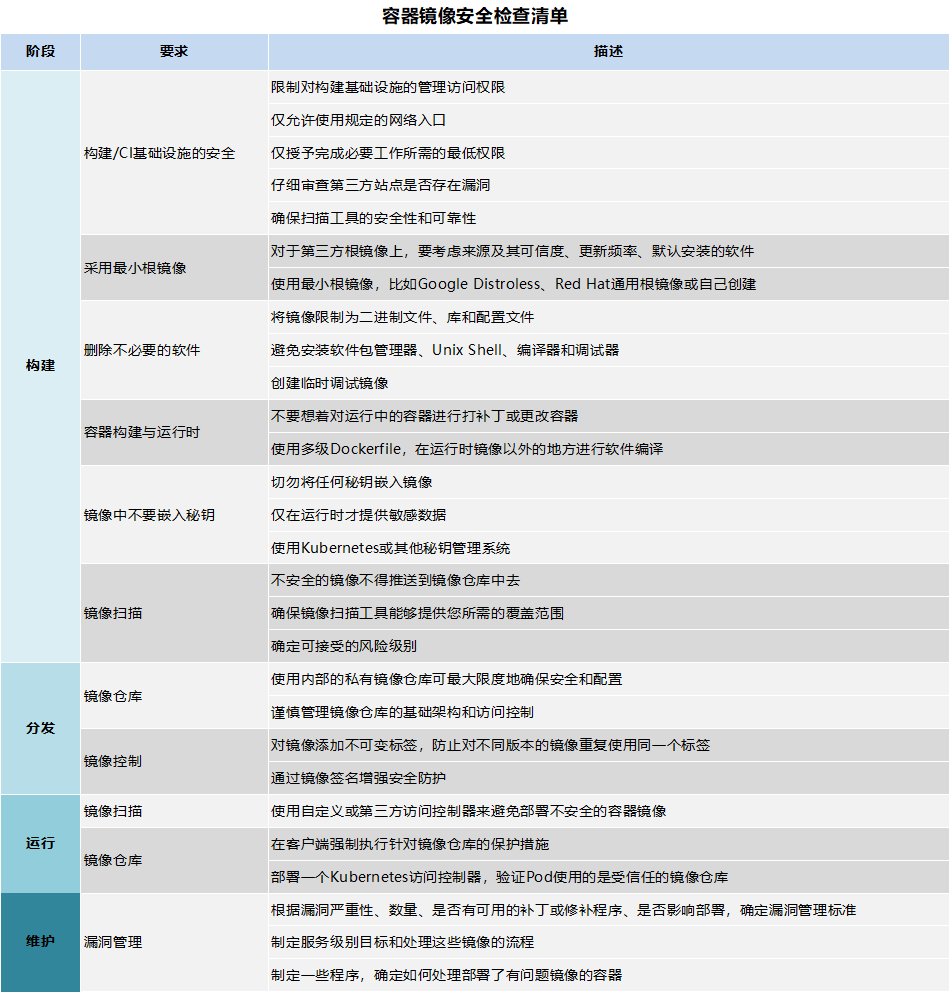 容器镜像安全检查清单
阶段 要求 描述
构建
构建/CI基础设施的安全
限制对构建基础设施的管理访问权限
仅允许使用规定的网络入口
仅授予完成必要工作所需的最低权限
仔细审查第三方站点是否存在漏洞
确保扫描工具的安全性和可靠性
采用最小根镜像
对于第三方根镜像上，要考虑来源及其可信度、更新频率、默认安装的软件
使用最小根镜像，比如Google Distroless、Red Hat通用根镜像或自己创建
删除不必要的软件
将镜像限制为二进制文件、库和配置文件
避免安装软件包管理器、Unix Shell、编译器和调试器
创建临时调试镜像
容器构建与运行时
不要想着对运行中的容器进行打补丁或更改容器
使用多级Dockerfile，在运行时镜像以外的地方进行软件编译
镜像中不要嵌入秘钥
切勿将任何秘钥嵌入镜像
仅在运行时才提供敏感数据
使用Kubernetes或其他秘钥管理系统
镜像扫描
不安全的镜像不得推送到镜像仓库中去
确保镜像扫描工具能够提供您所需的覆盖范围
确定可接受的风险级别
分发
镜像仓库
使用内部的私有镜像仓库可最大限度地确保安全和配置
谨慎管理镜像仓库的基础架构和访问控制
镜像控制
对镜像添加不可变标签，防止对不同版本的镜像重复使用同一个标签
通过镜像签名增强安全防护
运行
镜像扫描
使用自定义或第三方访问控制器来避免部署不安全的容器镜像
镜像仓库
在客户端强制执行针对镜像仓库的保护措施
部署一个Kubernetes访问控制器，验证Pod使用的是受信任的镜像仓库
维护
漏洞管理
根据漏洞严重性、数量、是否有可用的补丁或修补程序、是否影响部署，确定漏洞管理标准
制定服务级别目标和处理这些镜像的流程
制定一些程序，确定如何处理部署了有问题镜像的容器